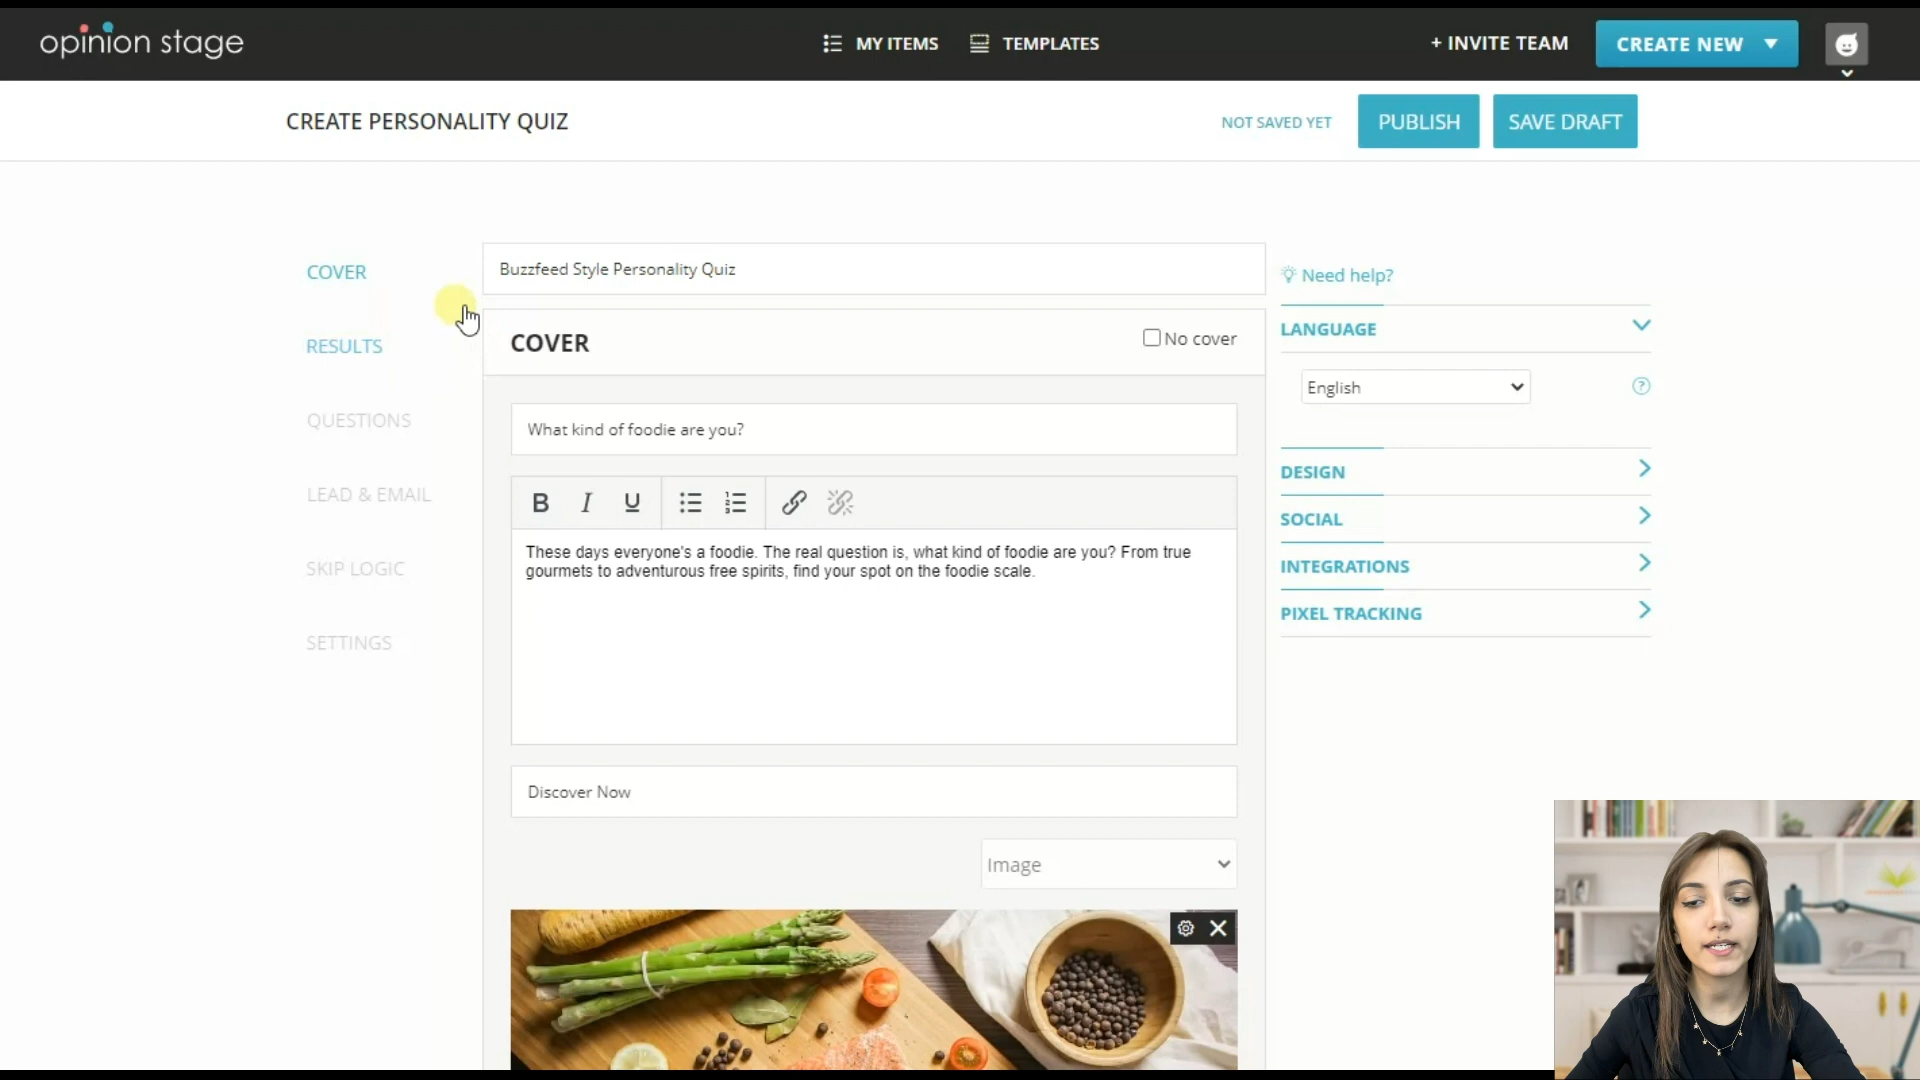 opinion stage
MY ITEMS
TEMPLATES
+ INVITE TEAM
CREATE NEW
CREATE PERSONALITY QUIZ
NOT SAVED YET
PUBLISH
SAVE DRAFT
COVER
RESULTS
QUESTIONS
LEAD & EMAIL
SKIP LOGIC
SETTINGS
Buzzfeed Style Personality Quiz
COVER
No cover
What kind of foodie are you?
B I U
These days everyone's a foodie. The real question is, what kind of foodie are you? From true
gourmets to adventurous free spirits, find your spot on the foodie scale.
Discover Now
Image
Need help?
LANGUAGE
English
?
DESIGN
SOCIAL
INTEGRATIONS
PIXEL TRACKING